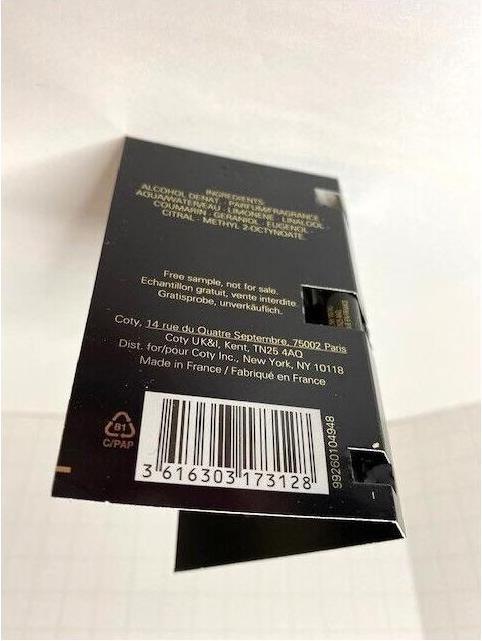 INGREDIENTS
ALCOHOL DENAT · PARFUM/FRAGRANCE ·
AQUA/WATER/EAU · LIMONENE · LINALOOL ·
COUMARIN · GERANIOL · EUGENOL ·
CITRAL · METHYL 2-OCTYNOATE.
Free sample, not for sale.
Echantillon gratuit, vente interdite.
Gratisprobe, unverkäuflich.
Coty, 14 rue du Quatre Septembre, 75002 Paris
Coty UK&I, Kent, TN25 4AQ
Dist. for/pour Coty Inc., New York, NY 10118
Made in France / Fabriqué en France
81
C/PAP
3 616303 173128
99260104948